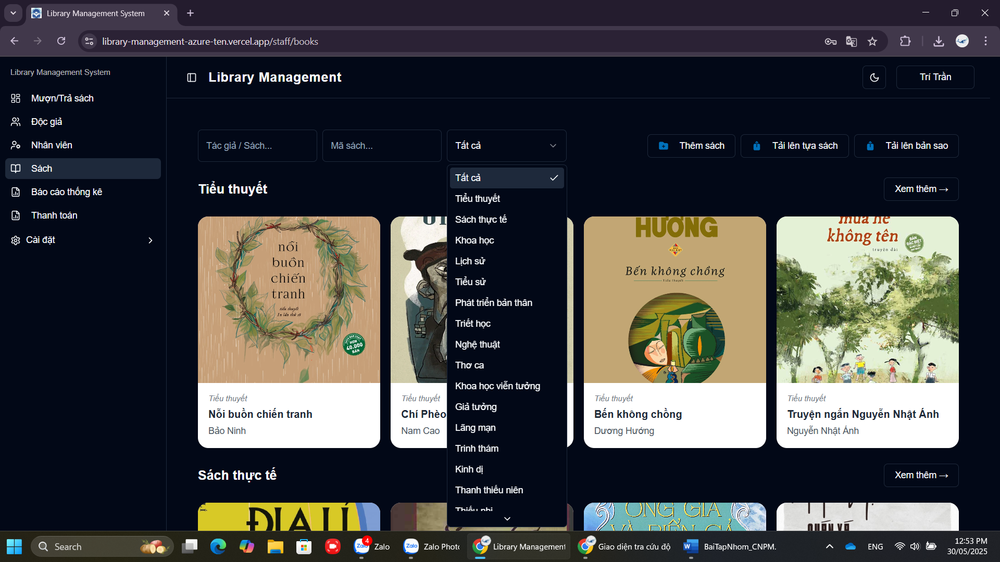 Library Management System
library-management-azure-ten.vercel.app/staff/books
Library Management System
Mượn/Trả sách
Độc giả
Nhân viên
Sách
Báo cáo thống kê
Thanh toán
Cài đặt
Library Management
Trí Trần
Tác giả / Sách...
Mã sách...
Tất cả
Thêm sách
Tải lên tựa sách
Tải lên bản sao
Tất cả
Tiểu thuyết
Sách thực tế
Khoa học
Lịch sử
Tiểu sử
Phát triển bản thân
Triết học
Nghệ thuật
Thơ ca
Khoa học viễn tưởng
Giả tưởng
Lãng mạn
Trinh thám
Kinh dị
Thanh thiếu niên
Thiếu nhi
Tiểu thuyết
Xem thêm →
nỗi
buồn
chiến
tranh
tiểu thuyết
In lần thứ 18
SÁCH BÁN CHẠY
HƠN
40.000
BẢN
Tiểu thuyết
Nỗi buồn chiến tranh
Bảo Ninh
Tiểu thuyết
Chí Phèo
Nam Cao
HƯỚNG
Bến không chồng
Tiểu thuyết
Tiểu thuyết
Bến không chồng
Dương Hướng
mùa hè
không tên
truyện dài
BẢN
ĐẶC BIỆT
Tiểu thuyết
Truyện ngắn Nguyễn Nhật Ánh
Nguyễn Nhật Ánh
Sách thực tế
Xem thêm →
ĐỊA LÍ
ÔNG GIÀ
VÀ BIỂN CẢ
Search
4
Zalo
Zalo
Zalo
Zalo Phot
Library Management
Giao diện tra cứu độ
BaiTapNhom_CNPM.
ENG
12:53 PM
30/05/2025